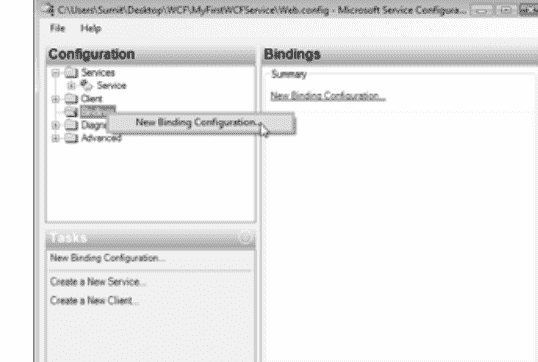 C:\Users\Sumit\Desktop\WCF\MyFirstWCFService\Web.config - Microsoft Service Configura...
File Help
Configuration
Services
Service
Client
Diagn
Advanced
New Binding Configuration...
Tasks
New Binding Configuration...
Create a New Service...
Create a New Client...
Bindings
Summary
New Binding Configuration...